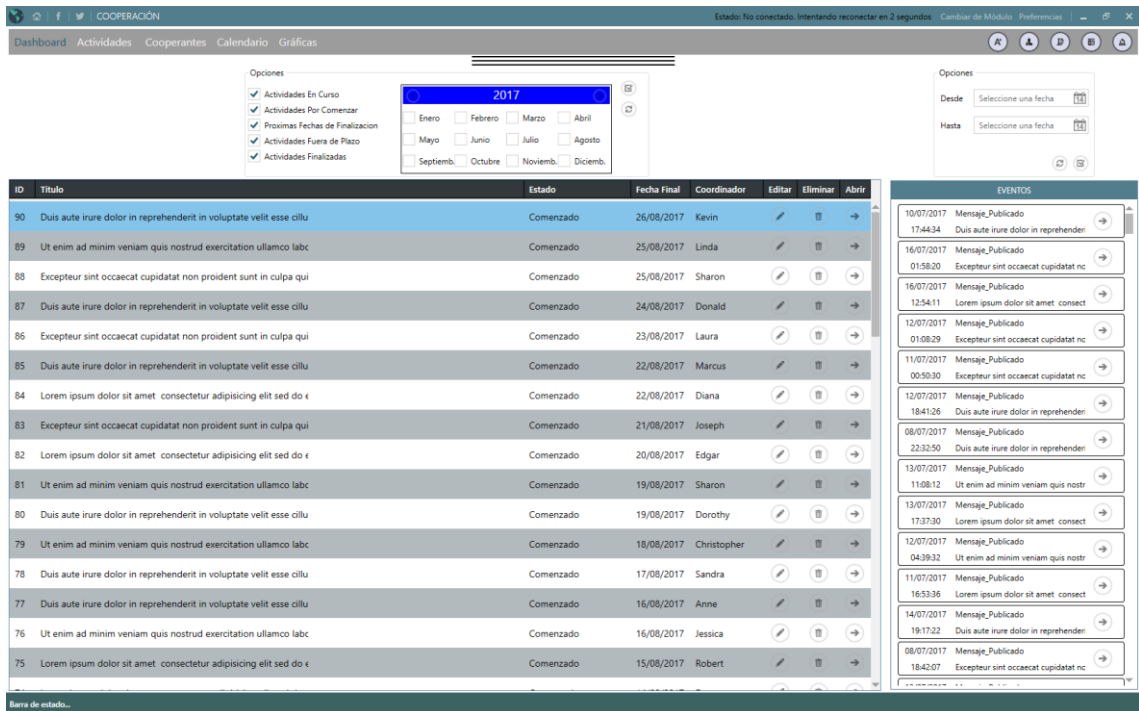 COOPERACIÓN
Estado: No conectado. Intentando reconectar en 2 segundos Cambiar de Módulo Preferencias
Dashboard Actividades Cooperantes Calendario Gráficas
Opciones
Actividades En Curso
Actividades Por Comenzar
Proximas Fechas de Finalizacion
Actividades Fuera de Plazo
Actividades Finalizadas
2017
Enero Febrero Marzo Abril
Mayo Junio Julio Agosto
Septiemb. Octubre Noviemb. Diciemb.
Opciones
Desde Seleccione una fecha 14
Hasta Seleccione una fecha 14
ID Titulo Estado Fecha Final Coordinador Editar Eliminar Abrir
90 Duis aute irure dolor in reprehenderit in voluptate velit esse cillu Comenzado 26/08/2017 Kevin
89 Ut enim ad minim veniam quis nostrud exercitation ullamco labc Comenzado 25/08/2017 Linda
88 Excepteur sint occaecat cupidatat non proident sunt in culpa qui Comenzado 25/08/2017 Sharon
87 Duis aute irure dolor in reprehenderit in voluptate velit esse cillu Comenzado 24/08/2017 Donald
86 Excepteur sint occaecat cupidatat non proident sunt in culpa qui Comenzado 23/08/2017 Laura
85 Duis aute irure dolor in reprehenderit in voluptate velit esse cillu Comenzado 22/08/2017 Marcus
84 Lorem ipsum dolor sit amet consectetur adipisicing elit sed do e Comenzado 22/08/2017 Diana
83 Excepteur sint occaecat cupidatat non proident sunt in culpa qui Comenzado 21/08/2017 Joseph
82 Lorem ipsum dolor sit amet consectetur adipisicing elit sed do e Comenzado 20/08/2017 Edgar
81 Ut enim ad minim veniam quis nostrud exercitation ullamco labc Comenzado 19/08/2017 Sharon
80 Duis aute irure dolor in reprehenderit in voluptate velit esse cillu Comenzado 19/08/2017 Dorothy
79 Ut enim ad minim veniam quis nostrud exercitation ullamco labc Comenzado 18/08/2017 Christopher
78 Duis aute irure dolor in reprehenderit in voluptate velit esse cillu Comenzado 17/08/2017 Sandra
77 Duis aute irure dolor in reprehenderit in voluptate velit esse cillu Comenzado 16/08/2017 Anne
76 Ut enim ad minim veniam quis nostrud exercitation ullamco labc Comenzado 16/08/2017 Jessica
75 Lorem ipsum dolor sit amet consectetur adipisicing elit sed do e Comenzado 15/08/2017 Robert
EVENTOS
10/07/2017 Mensaje_Publicado
17:44:34 Duis aute irure dolor in reprehenderi
16/07/2017 Mensaje_Publicado
01:58:20 Excepteur sint occaecat cupidatat nc
16/07/2017 Mensaje_Publicado
12:54:11 Lorem ipsum dolor sit amet consect
12/07/2017 Mensaje_Publicado
01:08:29 Excepteur sint occaecat cupidatat nc
11/07/2017 Mensaje_Publicado
00:50:30 Excepteur sint occaecat cupidatat nc
12/07/2017 Mensaje_Publicado
18:41:26 Duis aute irure dolor in reprehenderi
08/07/2017 Mensaje_Publicado
22:32:50 Duis aute irure dolor in reprehenderi
13/07/2017 Mensaje_Publicado
11:08:12 Ut enim ad minim veniam quis nostr
13/07/2017 Mensaje_Publicado
17:37:30 Lorem ipsum dolor sit amet consect
12/07/2017 Mensaje_Publicado
04:39:32 Ut enim ad minim veniam quis nostr
11/07/2017 Mensaje_Publicado
16:53:36 Lorem ipsum dolor sit amet consect
14/07/2017 Mensaje_Publicado
19:17:22 Duis aute irure dolor in reprehenderi
08/07/2017 Mensaje_Publicado
18:42:07 Excepteur sint occaecat cupidatat nc
Barra de estado...